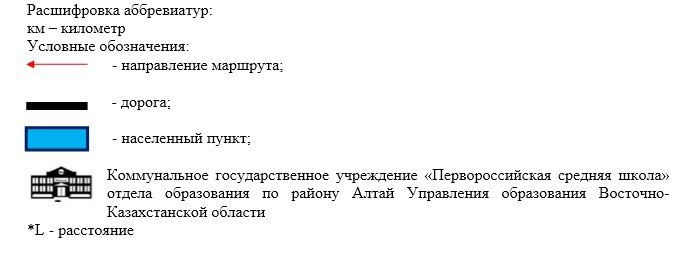 Расшифровка аббревиатур:
км – километр
Условные обозначения:
- направление маршрута;
- дорога;
- населенный пункт;
Коммунальное государственное учреждение «Первороссийская средняя школа»
отдела образования по району Алтай Управления образования Восточно-
Казахстанской области
*L - расстояние